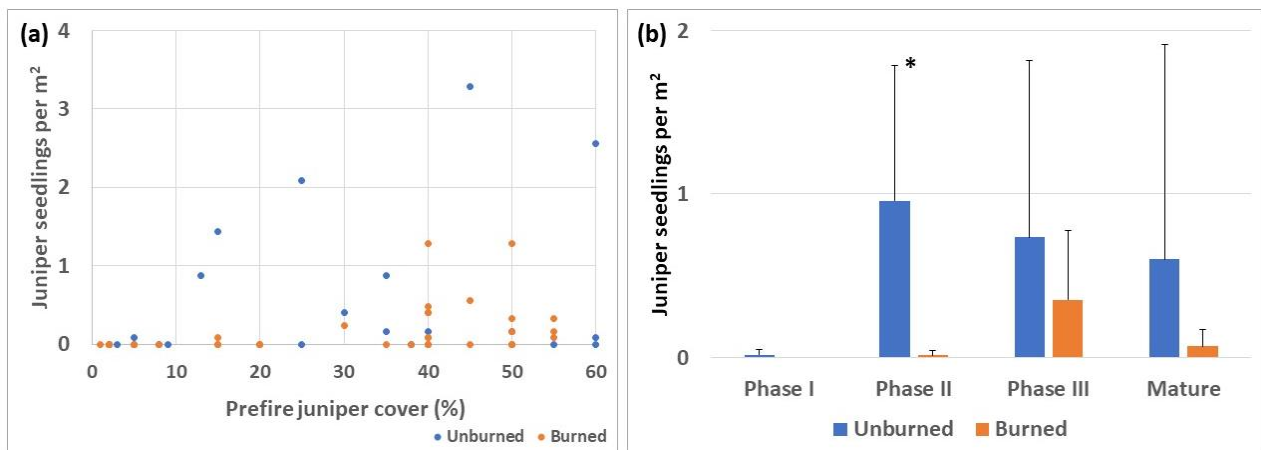 (a)
Juniper seedlings per m²
4
3
2
1
0
0 10 20 30 40 50 60
Prefire juniper cover (%)
Unburned Burned
(b)
Juniper seedlings per m²
2
1
0
*
Phase I Phase II Phase III Mature
Unburned Burned